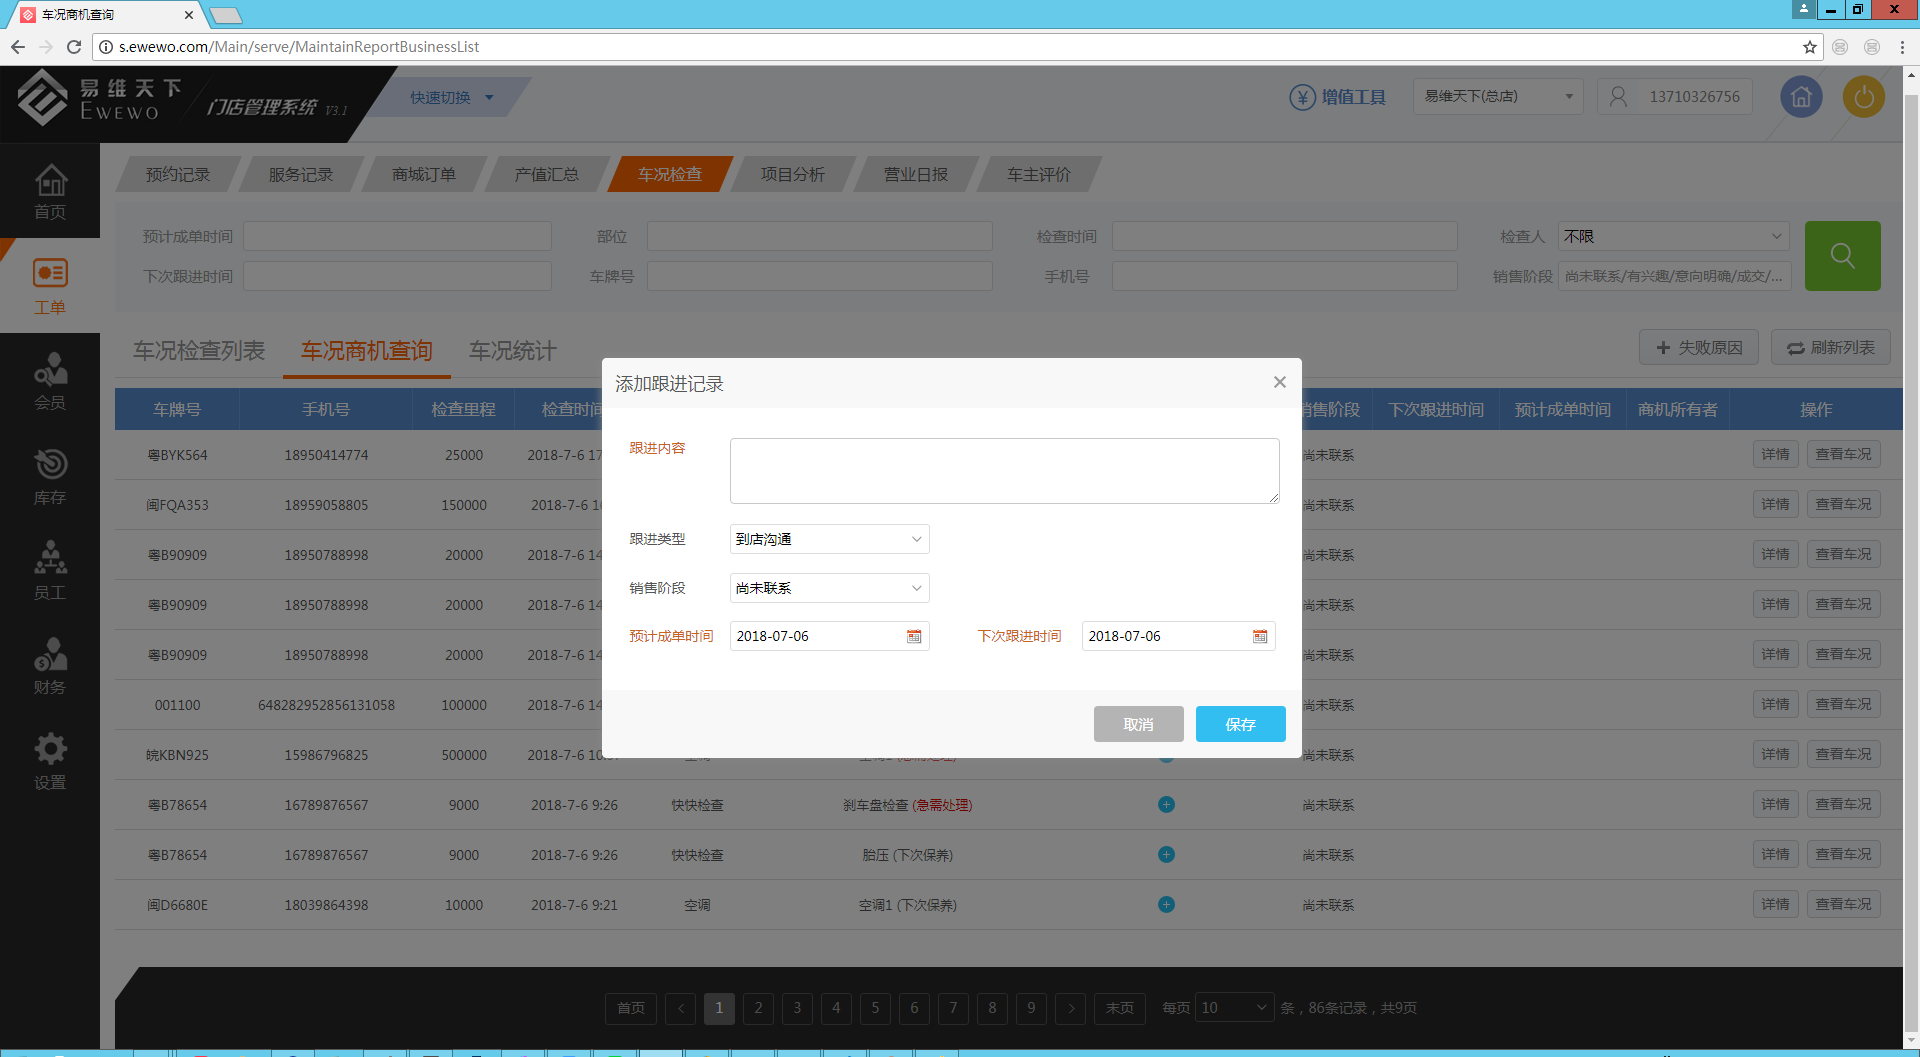 车况商机查询
s.ewewo.com/Main/serve/MaintainReportBusinessList
易维天下
EWEWO
门店管理系统 V3.1
快速切换
增值工具
易维天下(总店)
13710326756
首页
工单
会员
库存
员工
财务
设置
预约记录 服务记录 商城订单 产值汇总 车况检查 项目分析 营业日报 车主评价
预计成单时间 部位 检查时间 检查人 不限
下次跟进时间 车牌号 手机号 销售阶段 尚未联系/有兴趣/意向明确/成交/...
车况检查列表 车况商机查询 车况统计 失败原因 刷新列表
车牌号 手机号 检查里程 检查时间 销售阶段 下次跟进时间 预计成单时间 商机所有者 操作
粤BYK564 18950414774 25000 2018-7-6 17 尚未联系 详情 查看车况
闽FQA353 18959058805 150000 2018-7-6 1 尚未联系 详情 查看车况
粤B90909 18950788998 20000 2018-7-6 14 尚未联系 详情 查看车况
粤B90909 18950788998 20000 2018-7-6 14 尚未联系 详情 查看车况
粤B90909 18950788998 20000 2018-7-6 14 尚未联系 详情 查看车况
001100 648282952856131058 100000 2018-7-6 14 尚未联系 详情 查看车况
皖KBN925 15986796825 500000 2018-7-6 10 尚未联系 详情 查看车况
粤B78654 16789876567 9000 2018-7-6 9:26 快快检查 刹车盘检查 (急需处理) 尚未联系 详情 查看车况
粤B78654 16789876567 9000 2018-7-6 9:26 快快检查 胎压 (下次保养) 尚未联系 详情 查看车况
闽D6680E 18039864398 10000 2018-7-6 9:21 空调 空调1 (下次保养) 尚未联系 详情 查看车况
添加跟进记录
跟进内容
跟进类型 到店沟通
销售阶段 尚未联系
预计成单时间 2018-07-06 下次跟进时间 2018-07-06
取消 保存
首页 < 1 2 3 4 5 6 7 8 9 > 末页 每页 10 条，86条记录，共9页